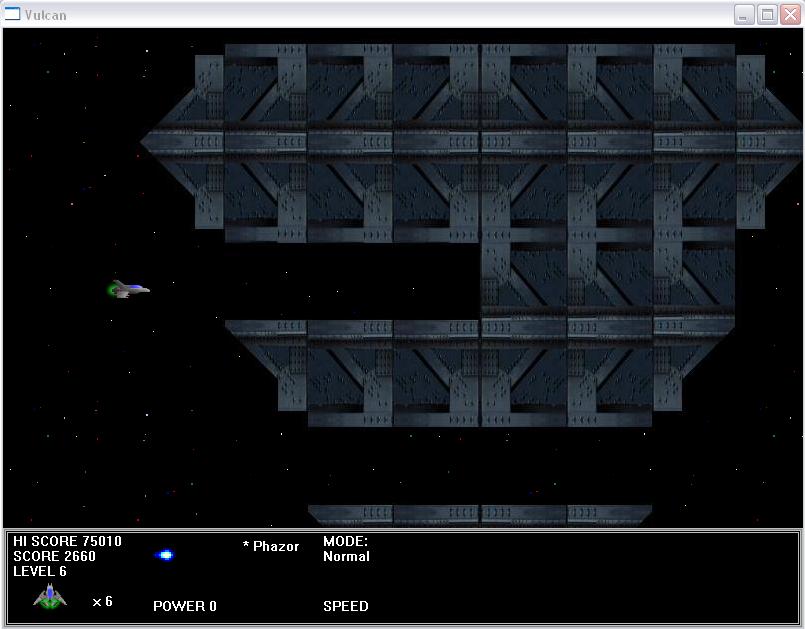 Vulcan
HI SCORE 75010
SCORE 2660
LEVEL 6
* Phazor
MODE:
Normal
x 6
POWER 0
SPEED